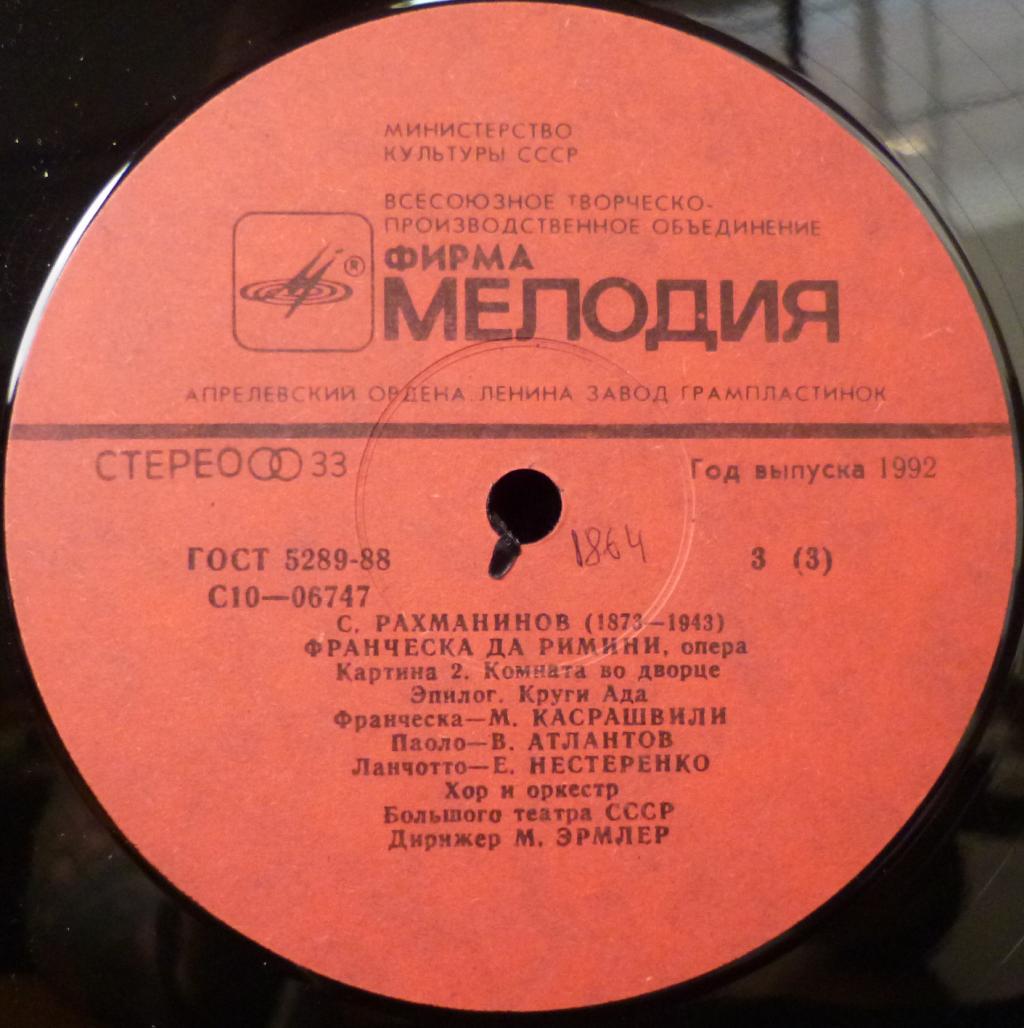 МИНИСТЕРСТВО
КУЛЬТУРЫ СССР
ВСЕСОЮЗНОЕ ТВОРЧЕСКО-
ПРОИЗВОДСТВЕННОЕ ОБЪЕДИНЕНИЕ
®
ФИРМА
МЕЛОДИЯ
АПРЕЛЕВСКИЙ ОРДЕНА ЛЕНИНА ЗАВОД ГРАМПЛАСТИНОК
СТЕРЕО 33
Год выпуска 1992
ГОСТ 5289-88
1864
3 (3)
С10—06747
С. РАХМАНИНОВ (1873—1943)
ФРАНЧЕСКА ДА РИМИНИ, опера
Картина 2. Комната во дворце
Эпилог. Круги Ада
Франческа—М. КАСРАШВИЛИ
Паоло—В. АТЛАНТОВ
Ланчотто—Е. НЕСТЕРЕНКО
Хор и оркестр
Большого театра СССР
Дирижер М. ЭРМЛЕР